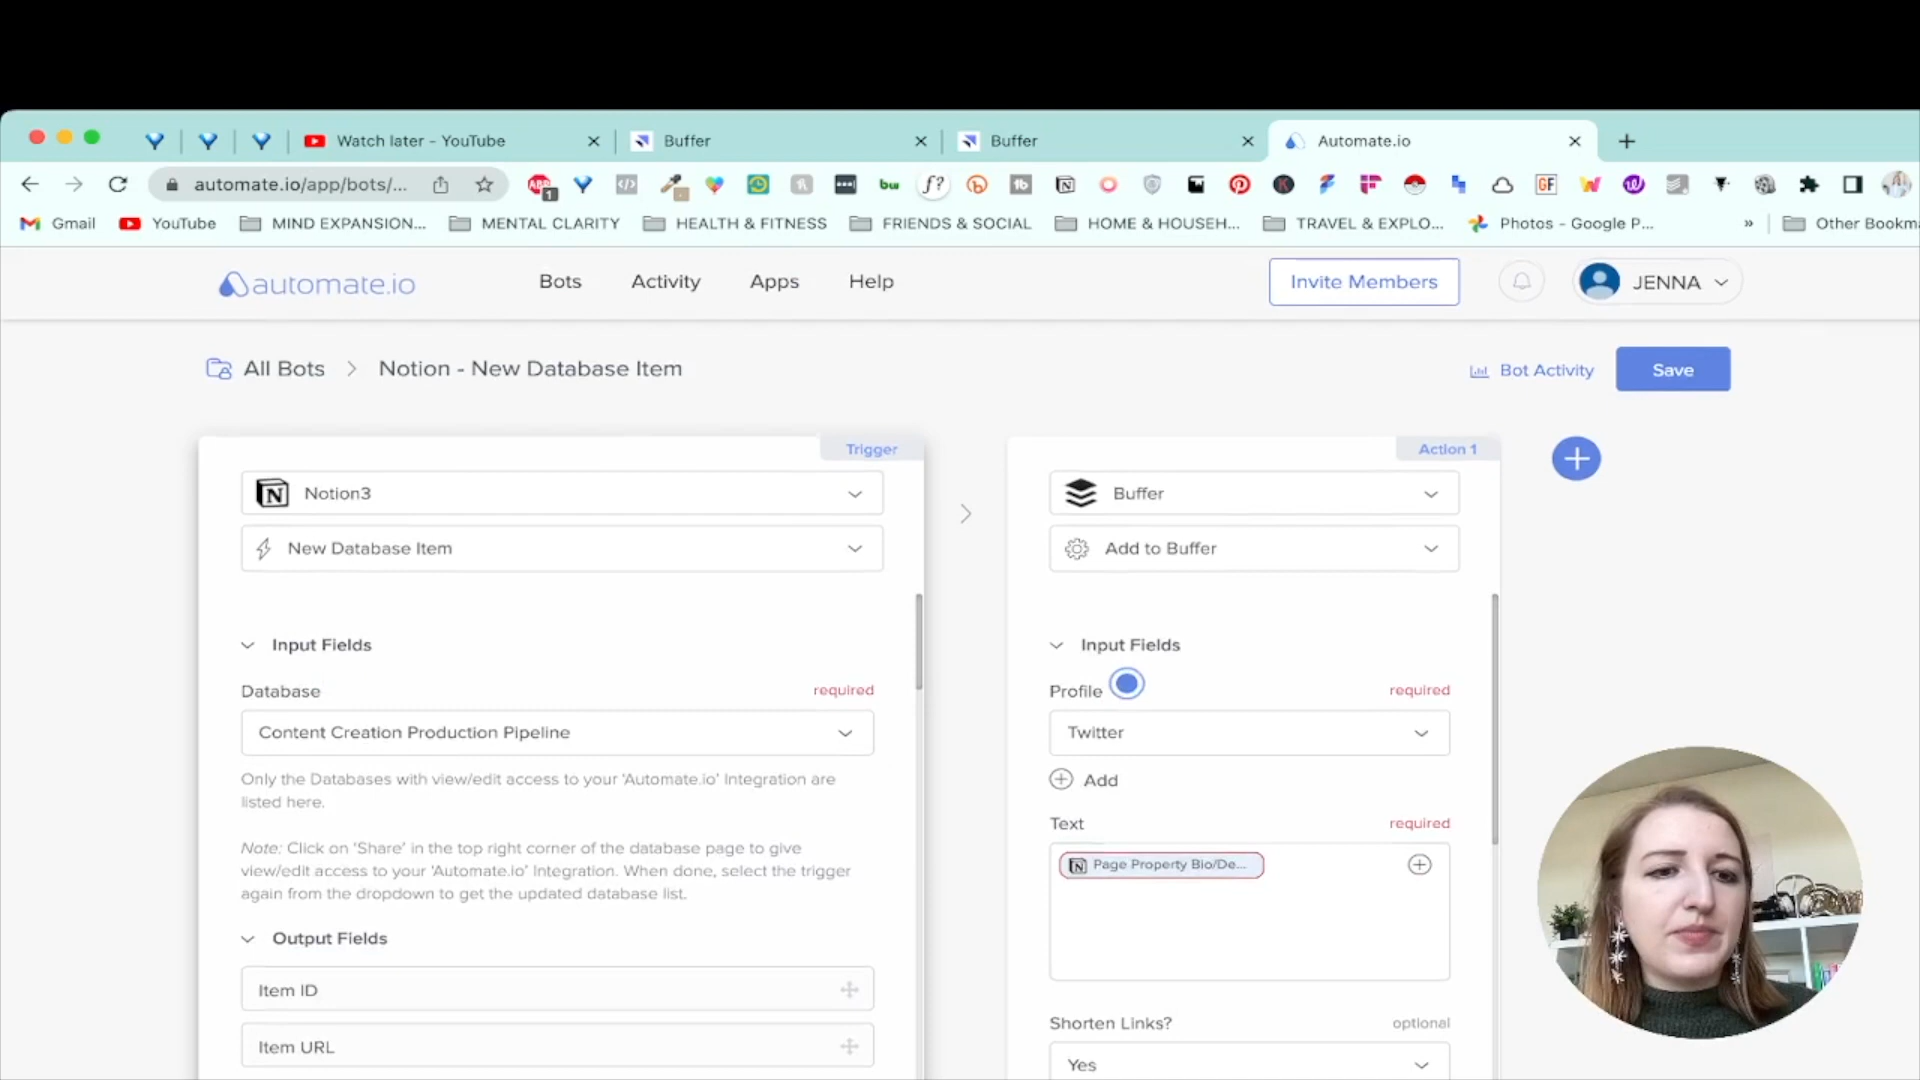 Watch later - YouTube
Buffer
Buffer
Automate.io
automate.io/app/bots/...
ABP
1
bw
f?
tb
GF
Gmail
YouTube
MIND EXPANSION...
MENTAL CLARITY
HEALTH & FITNESS
FRIENDS & SOCIAL
HOME & HOUSEH...
TRAVEL & EXPLO...
Photos - Google P...
»
Other Bookma
automate.io
Bots
Activity
Apps
Help
Invite Members
JENNA
All Bots > Notion - New Database Item
Bot Activity
Save
Trigger
Notion3
New Database Item
Input Fields
Database
required
Content Creation Production Pipeline
Only the Databases with view/edit access to your 'Automate.io' Integration are
listed here.
Note: Click on 'Share' in the top right corner of the database page to give
view/edit access to your 'Automate.io' Integration. When done, select the trigger
again from the dropdown to get the updated database list.
Output Fields
Item ID
Item URL
Action 1
Buffer
Add to Buffer
Input Fields
Profile
required
Twitter
Add
Text
required
Page Property Bio/De...
Shorten Links?
optional
Yes